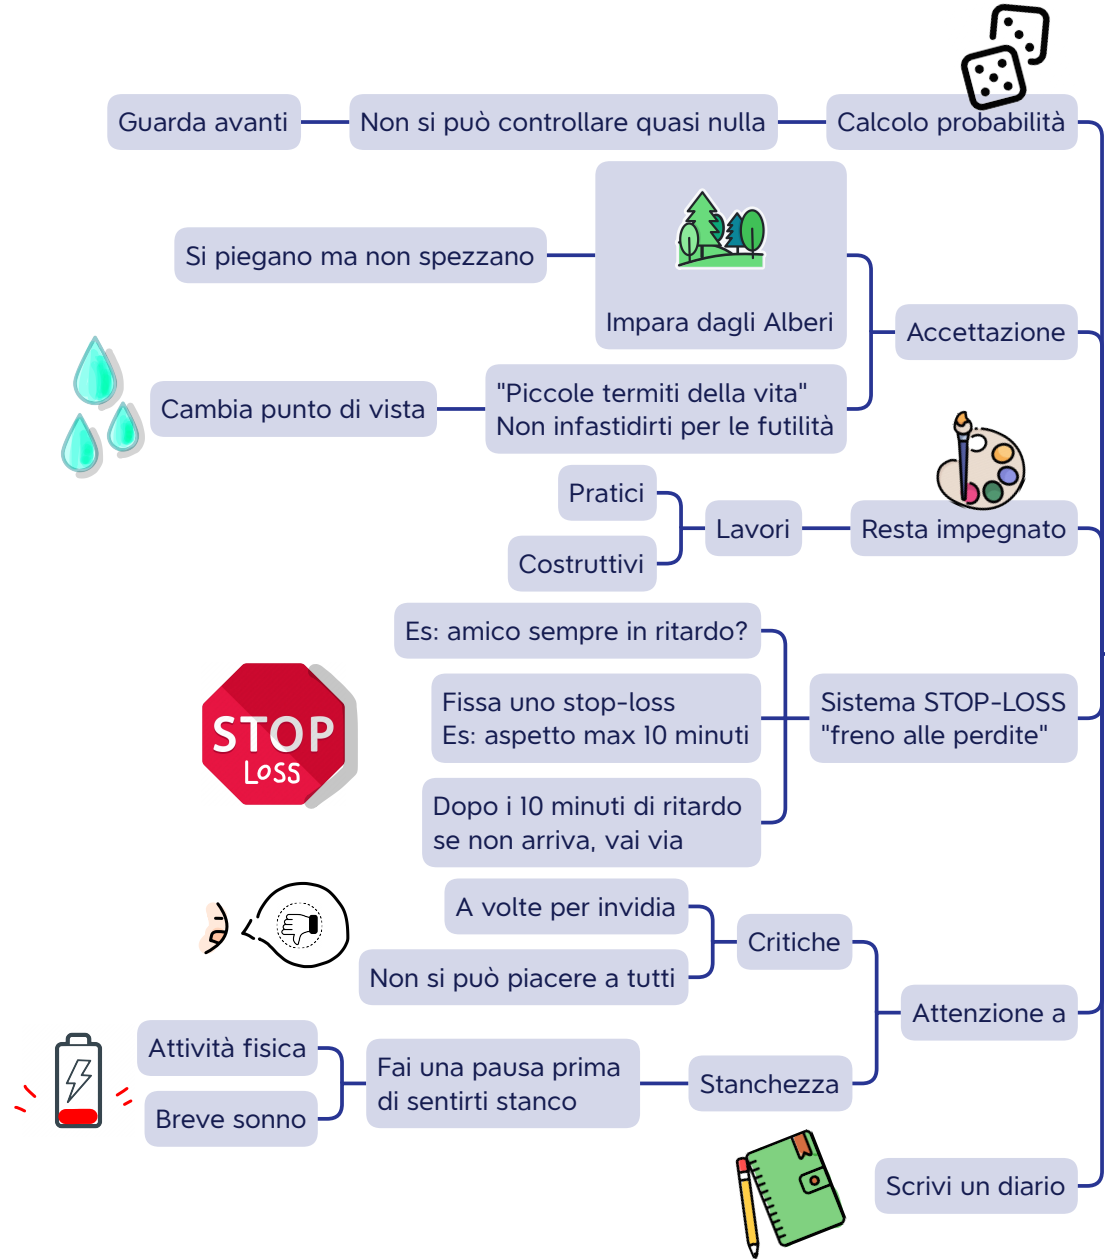 Calcolo probabilità
Non si può controllare quasi nulla
Guarda avanti
Accettazione
Impara dagli Alberi
Si piegano ma non spezzano
"Piccole termiti della vita"
Non infastidirti per le futilità
Cambia punto di vista
Resta impegnato
Lavori
Pratici
Costruttivi
Sistema STOP-LOSS
"freno alle perdite"
Es: amico sempre in ritardo?
Fissa uno stop-loss
Es: aspetto max 10 minuti
Dopo i 10 minuti di ritardo
se non arriva, vai via
STOP
LOSS
Attenzione a
Critiche
A volte per invidia
Non si può piacere a tutti
Stanchezza
Fai una pausa prima
di sentirti stanco
Attività fisica
Breve sonno
Scrivi un diario